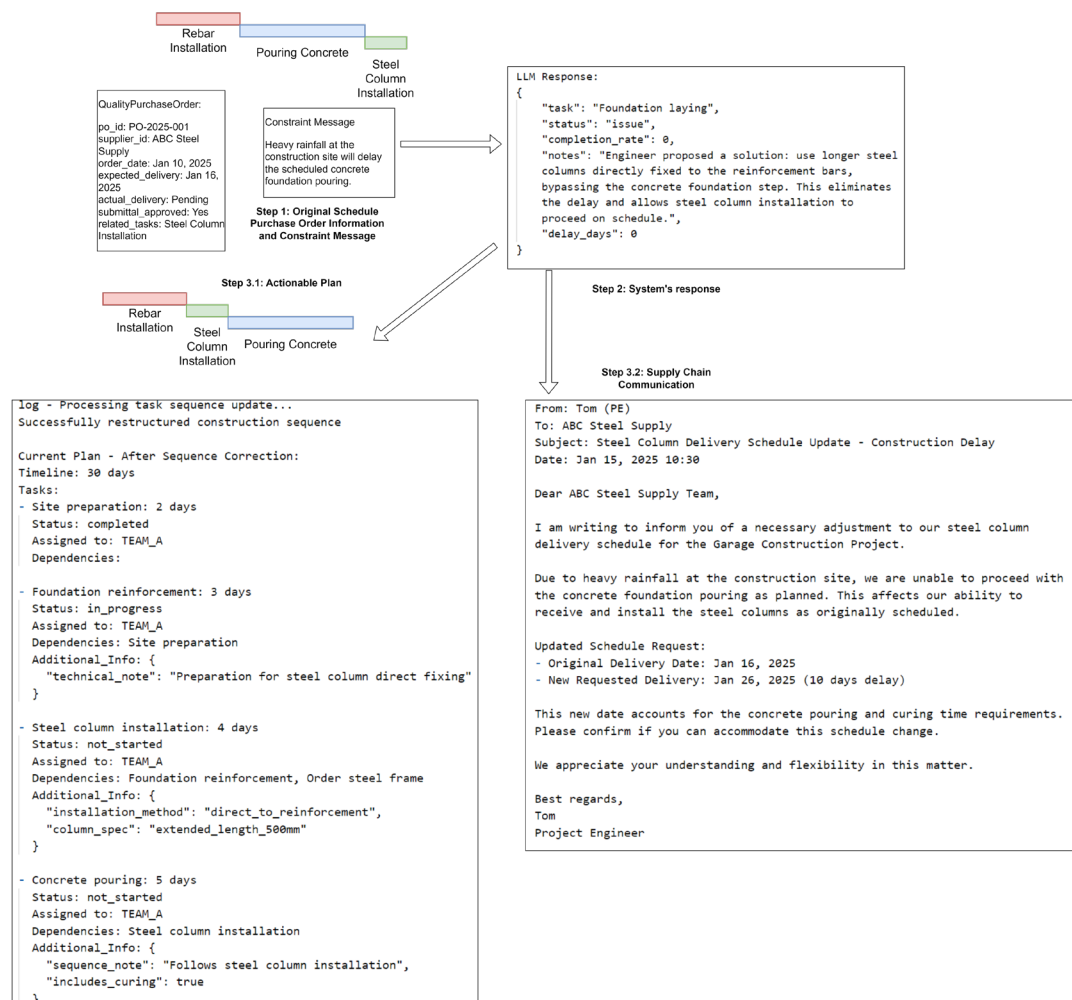 Rebar
Installation
Pouring Concrete
Steel
Column
Installation
QualityPurchaseOrder:
po_id: PO-2025-001
supplier_id: ABC Steel
Supply
order_date: Jan 10, 2025
expected_delivery: Jan 16,
2025
actual_delivery: Pending
submittal_approved: Yes
related_tasks: Steel Column
Installation
Constraint Message
Heavy rainfall at the
construction site will delay
the scheduled concrete
foundation pouring.
Step 1: Original Schedule
Purchase Order Information
and Constraint Message
LLM Response:
{
"task": "Foundation laying",
"status": "issue",
"completion_rate": 0,
"notes": "Engineer proposed a solution: use longer steel
columns directly fixed to the reinforcement bars,
bypassing the concrete foundation step. This eliminates
the delay and allows steel column installation to
proceed on schedule.",
"delay_days": 0
}
Step 2: System's response
Step 3.1: Actionable Plan
Rebar
Installation
Steel
Column
Installation
Pouring Concrete
Step 3.2: Supply Chain
Communication
log - Processing task sequence update...
Successfully restructured construction sequence
Current Plan - After Sequence Correction:
Timeline: 30 days
Tasks:
- Site preparation: 2 days
Status: completed
Assigned to: TEAM_A
Dependencies:
- Foundation reinforcement: 3 days
Status: in_progress
Assigned to: TEAM_A
Dependencies: Site preparation
Additional_Info: {
"technical_note": "Preparation for steel column direct fixing"
}
- Steel column installation: 4 days
Status: not_started
Assigned to: TEAM_A
Dependencies: Foundation reinforcement, Order steel frame
Additional_Info: {
"installation_method": "direct_to_reinforcement",
"column_spec": "extended_length_500mm"
}
- Concrete pouring: 5 days
Status: not_started
Assigned to: TEAM_A
Dependencies: Steel column installation
Additional_Info: {
"sequence_note": "Follows steel column installation",
"includes_curing": true
}
From: Tom (PE)
To: ABC Steel Supply
Subject: Steel Column Delivery Schedule Update - Construction Delay
Date: Jan 15, 2025 10:30
Dear ABC Steel Supply Team,
I am writing to inform you of a necessary adjustment to our steel column
delivery schedule for the Garage Construction Project.
Due to heavy rainfall at the construction site, we are unable to proceed with
the concrete foundation pouring as planned. This affects our ability to
receive and install the steel columns as originally scheduled.
Updated Schedule Request:
- Original Delivery Date: Jan 16, 2025
- New Requested Delivery: Jan 26, 2025 (10 days delay)
This new date accounts for the concrete pouring and curing time requirements.
Please confirm if you can accommodate this schedule change.
We appreciate your understanding and flexibility in this matter.
Best regards,
Tom
Project Engineer